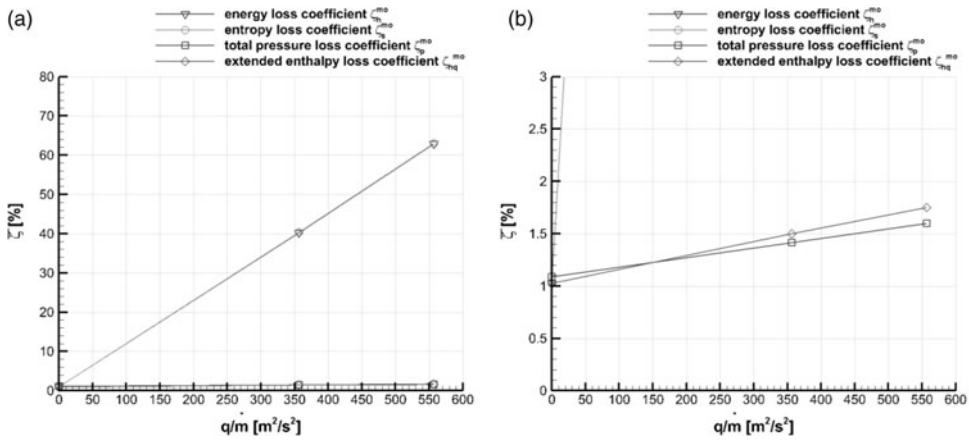 (a)
energy loss coefficient ζ_h^mo
entropy loss coefficient ζ_s^mo
total pressure loss coefficient ζ_p^mo
extended enthalpy loss coefficient ζ_hq^mo
80
70
60
50
40
30
20
10
0
ζ̅ [%]
0 50 100 150 200 250 300 350 400 450 500 550 600
q/ṁ [m²/s²]
(b)
energy loss coefficient ζ_h^mo
entropy loss coefficient ζ_s^mo
total pressure loss coefficient ζ_p^mo
extended enthalpy loss coefficient ζ_hq^mo
3
2.5
2
1.5
1
0.5
0
ζ̅ [%]
0 50 100 150 200 250 300 350 400 450 500 550 600
q/ṁ [m²/s²]